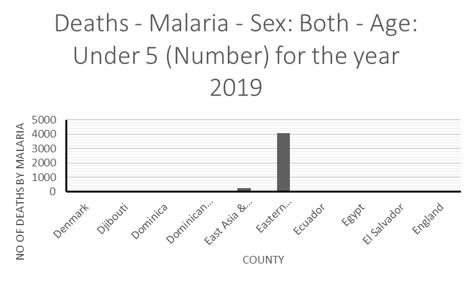 Deaths - Malaria - Sex: Both - Age:
Under 5 (Number) for the year
2019
NO OF DEATHS BY MALARIA
5000
4000
3000
2000
1000
0
Denmark
Djibouti
Dominica
Dominican...
East Asia &...
Eastern...
Ecuador
Egypt
El Salvador
England
COUNTY